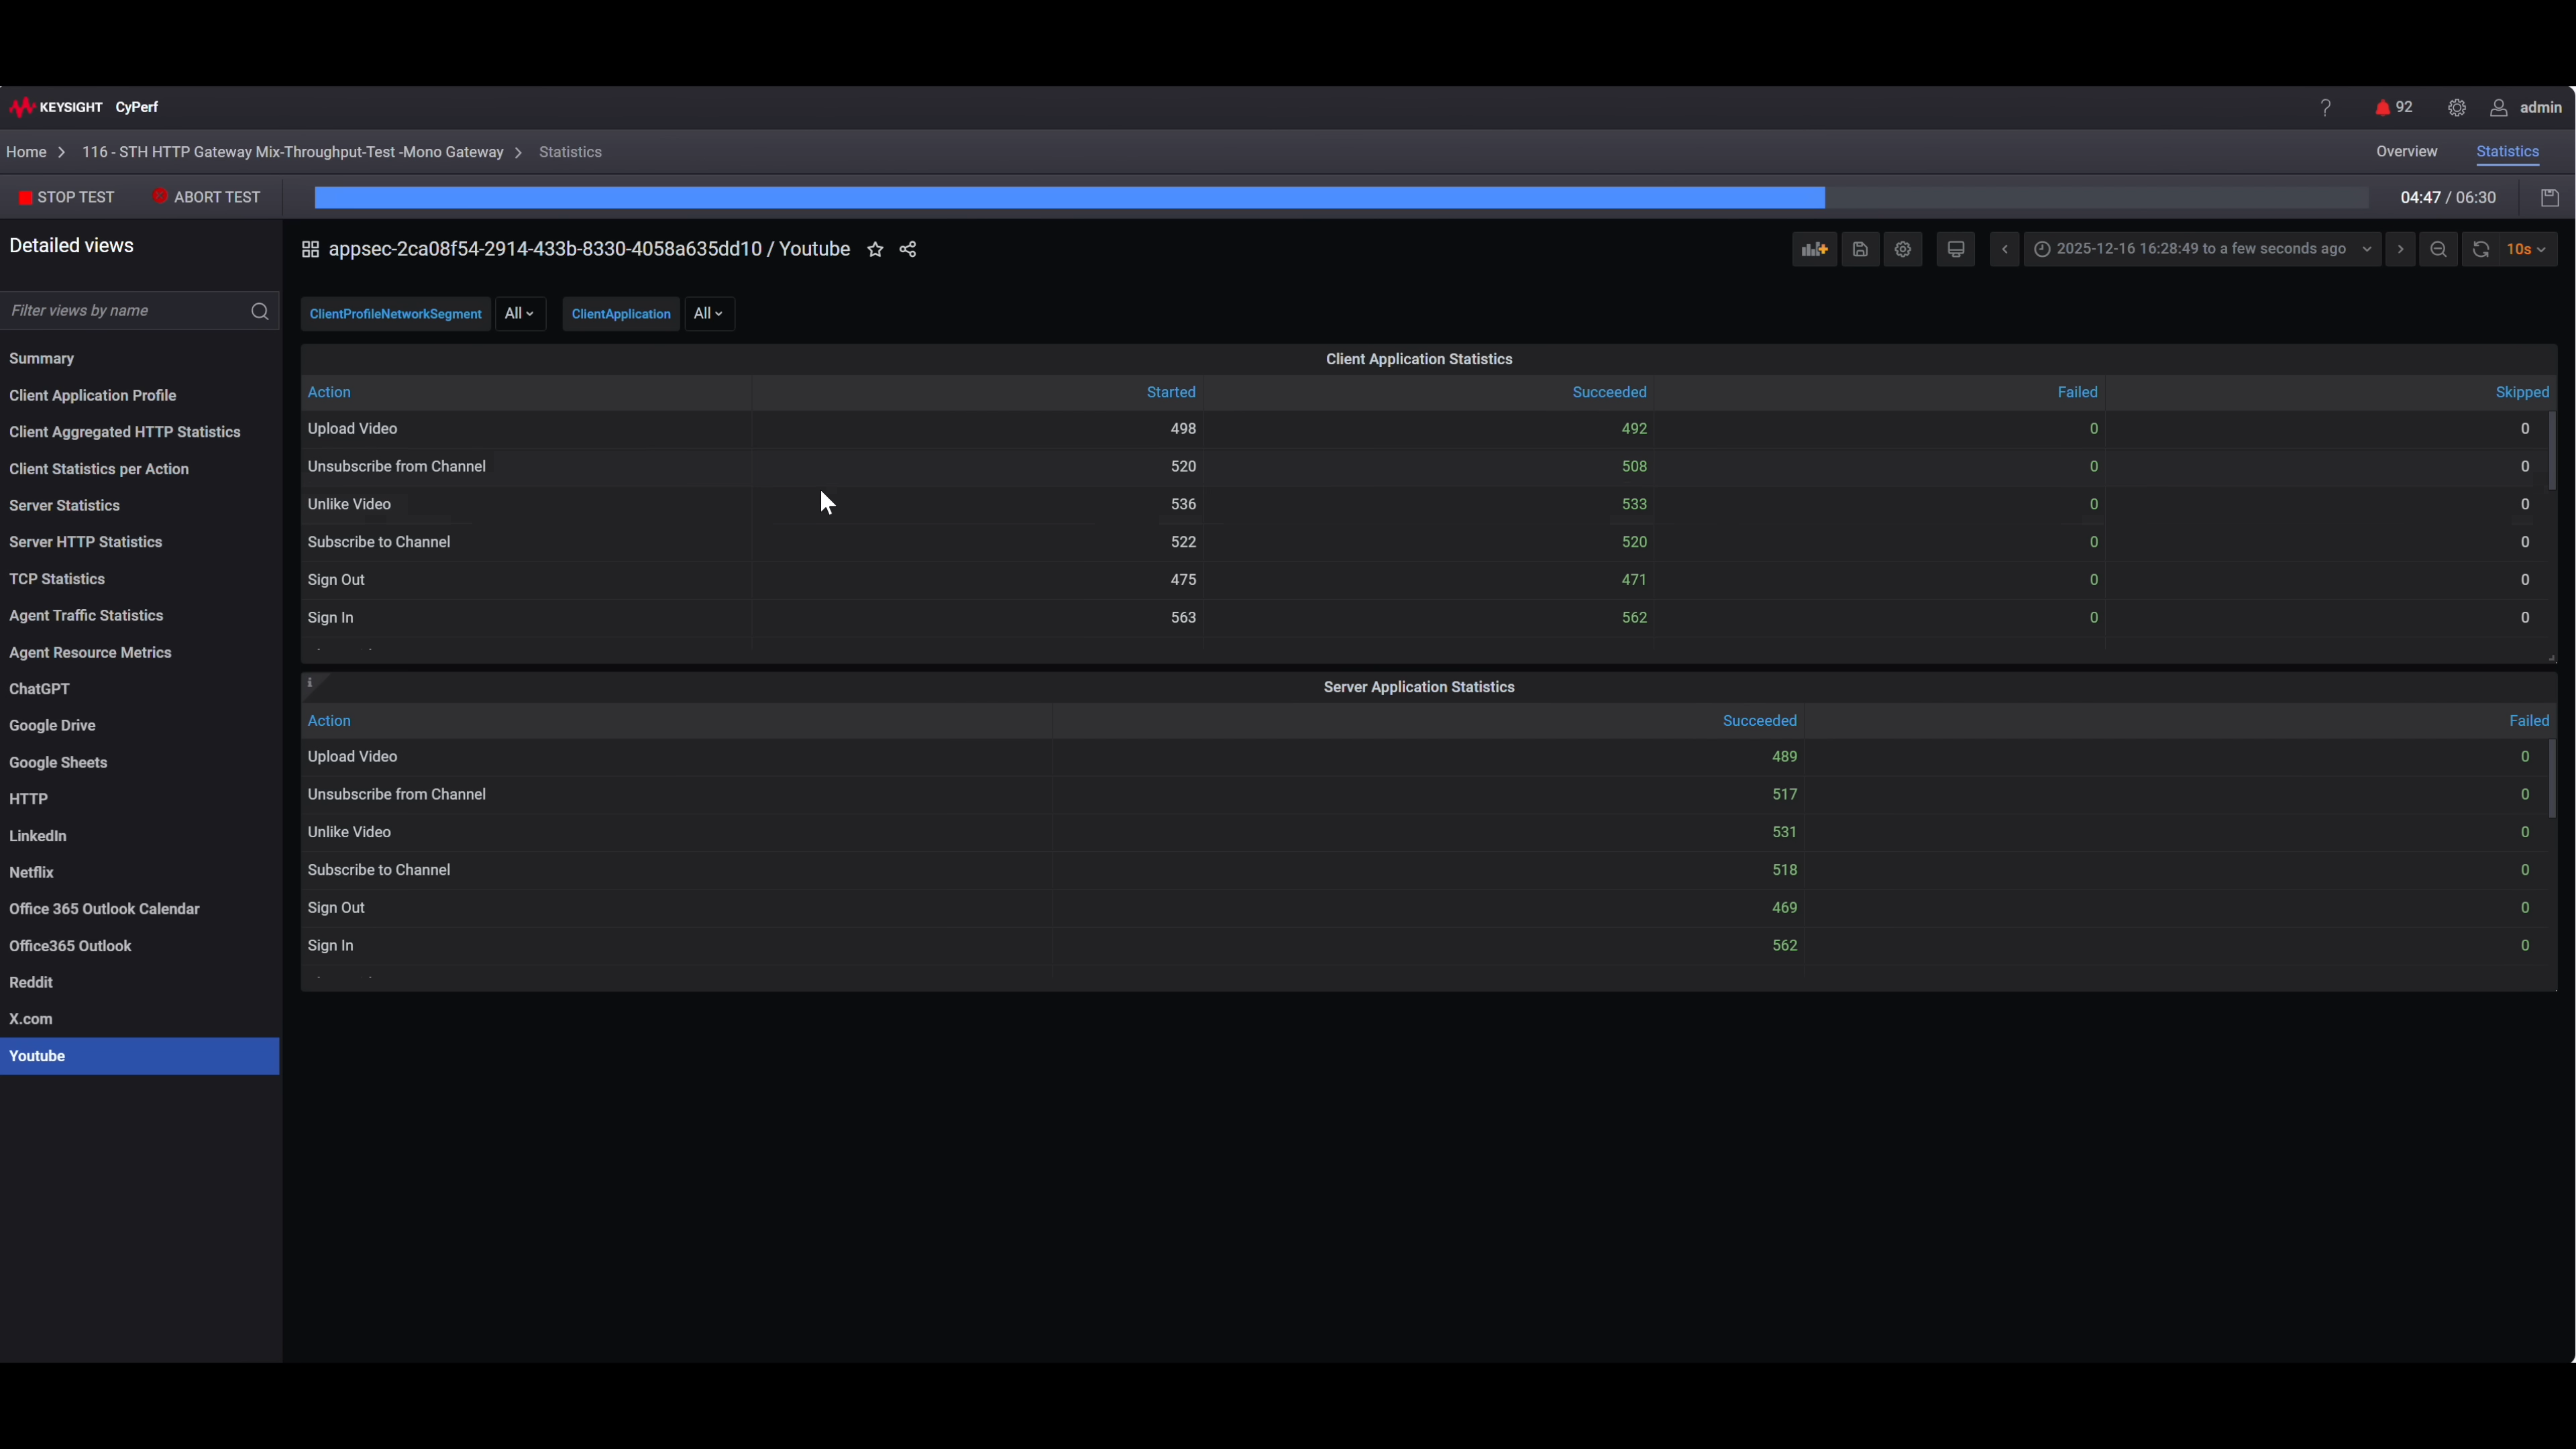 KEYSIGHT CyPerf
? 92 admin
Home > 116 - STH HTTP Gateway Mix-Throughput-Test -Mono Gateway > Statistics
Overview Statistics
STOP TEST ABORT TEST 04:47 / 06:30
Detailed views
appsec-2ca08f54-2914-433b-8330-4058a635dd10 / Youtube
2025-12-16 16:28:49 to a few seconds ago 10s
Filter views by name
ClientProfileNetworkSegment All ClientApplication All
Summary
Client Application Profile
Client Aggregated HTTP Statistics
Client Statistics per Action
Server Statistics
Server HTTP Statistics
TCP Statistics
Agent Traffic Statistics
Agent Resource Metrics
ChatGPT
Google Drive
Google Sheets
HTTP
LinkedIn
Netflix
Office 365 Outlook Calendar
Office365 Outlook
Reddit
X.com
Youtube
Client Application Statistics
Action Started Succeeded Failed Skipped
Upload Video 498 492 0 0
Unsubscribe from Channel 520 508 0 0
Unlike Video 536 533 0 0
Subscribe to Channel 522 520 0 0
Sign Out 475 471 0 0
Sign In 563 562 0 0
Server Application Statistics
Action Succeeded Failed
Upload Video 489 0
Unsubscribe from Channel 517 0
Unlike Video 531 0
Subscribe to Channel 518 0
Sign Out 469 0
Sign In 562 0